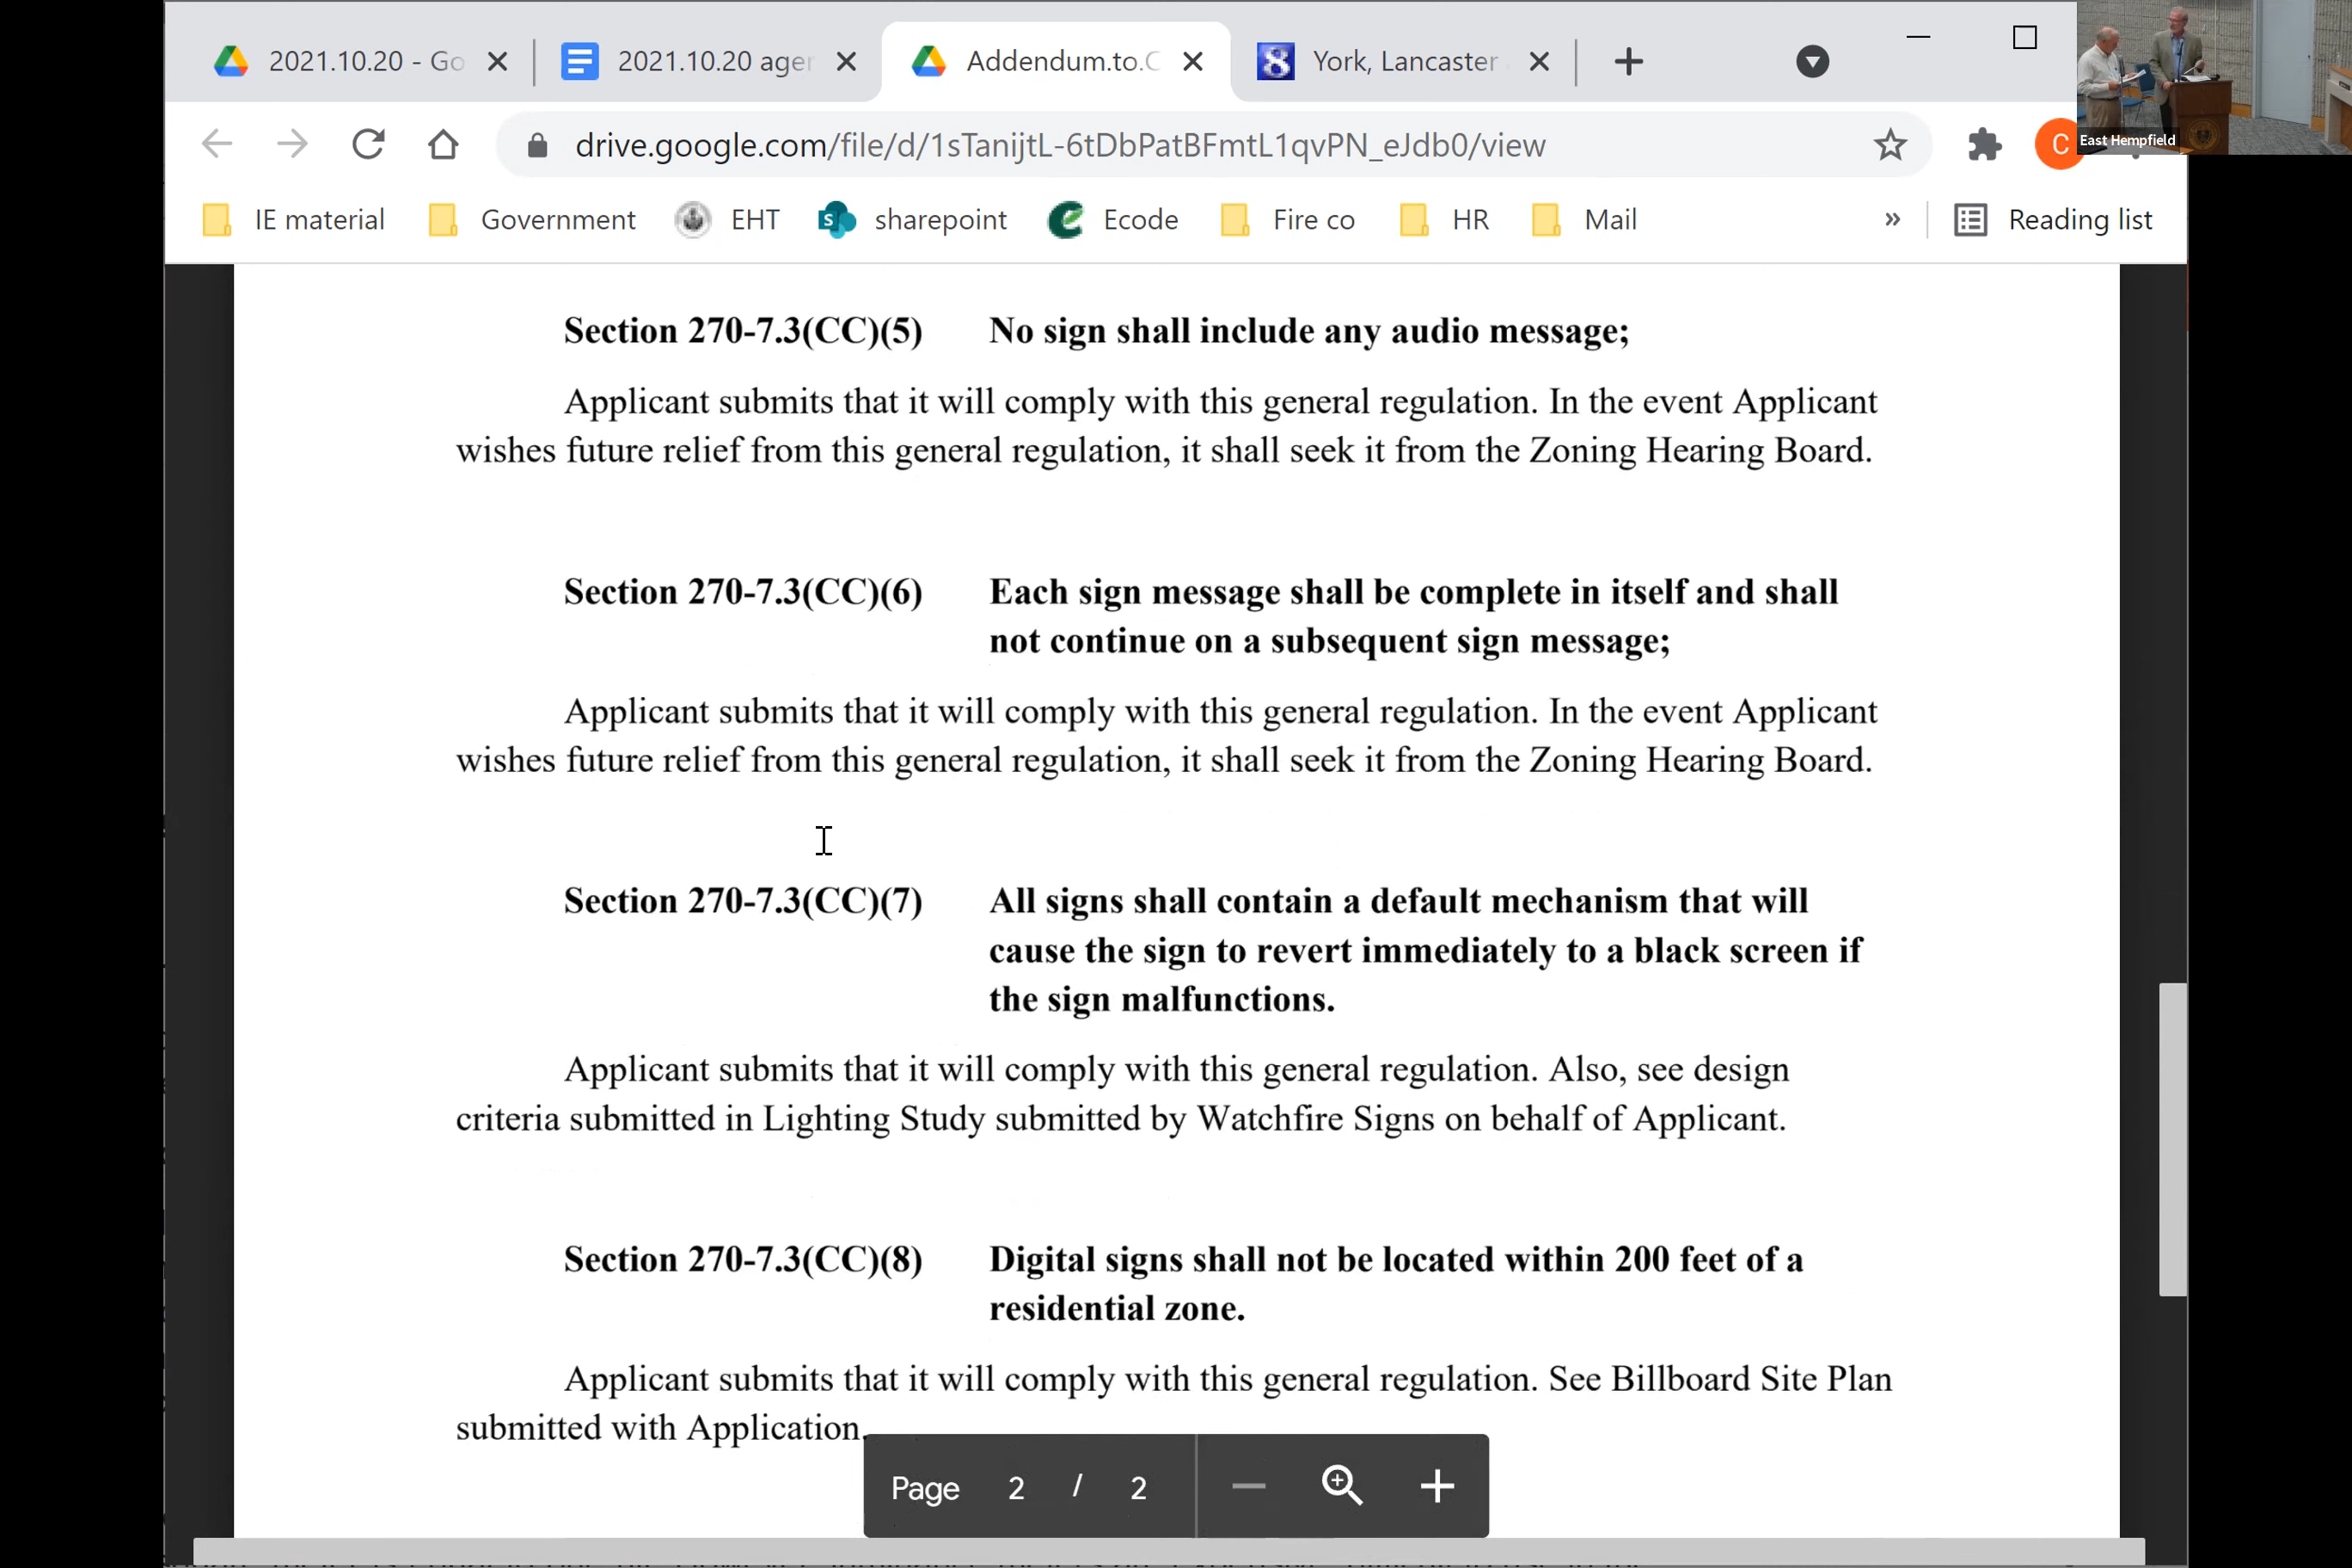 2021.10.20 - Go
2021.10.20 ager
Addendum.to.C
York, Lancaster
drive.google.com/file/d/1sTanijtL-6tDbPatBFmtL1qvPN_eJdb0/view
C
East Hempfield
IE material
Government
EHT
sharepoint
Ecode
Fire co
HR
Mail
»
Reading list
Section 270-7.3(CC)(5) No sign shall include any audio message;
Applicant submits that it will comply with this general regulation. In the event Applicant
wishes future relief from this general regulation, it shall seek it from the Zoning Hearing Board.
Section 270-7.3(CC)(6) Each sign message shall be complete in itself and shall
not continue on a subsequent sign message;
Applicant submits that it will comply with this general regulation. In the event Applicant
wishes future relief from this general regulation, it shall seek it from the Zoning Hearing Board.
Section 270-7.3(CC)(7) All signs shall contain a default mechanism that will
cause the sign to revert immediately to a black screen if
the sign malfunctions.
Applicant submits that it will comply with this general regulation. Also, see design
criteria submitted in Lighting Study submitted by Watchfire Signs on behalf of Applicant.
Section 270-7.3(CC)(8) Digital signs shall not be located within 200 feet of a
residential zone.
Applicant submits that it will comply with this general regulation. See Billboard Site Plan
submitted with Application.
Page 2 / 2